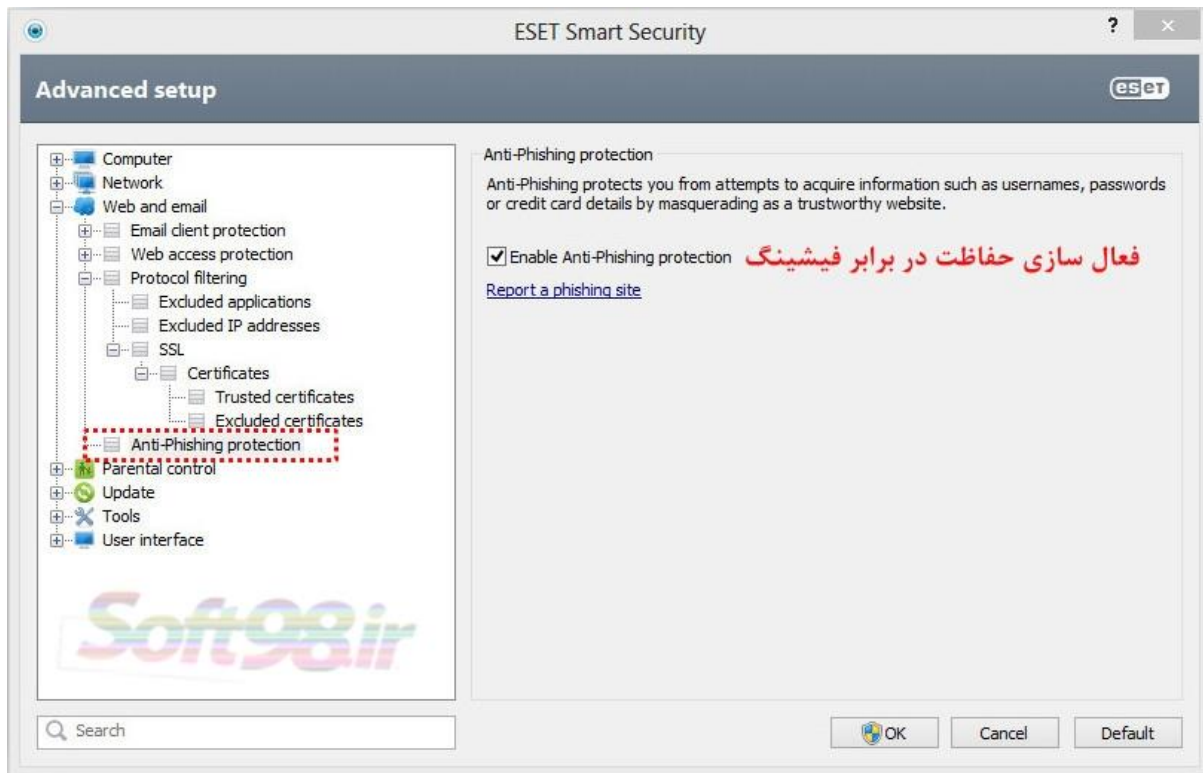 ESET Smart Security
?
Advanced setup
eseT
Computer
Network
Web and email
Email client protection
Web access protection
Protocol filtering
Excluded applications
Excluded IP addresses
SSL
Certificates
Trusted certificates
Excluded certificates
Anti-Phishing protection
Parental control
Update
Tools
User interface
Soft98.ir
Search
Anti-Phishing protection
Anti-Phishing protects you from attempts to acquire information such as usernames, passwords
or credit card details by masquerading as a trustworthy website.
Enable Anti-Phishing protection فعال سازی حفاظت در برابر فیشینگ
Report a phishing site
OK
Cancel
Default